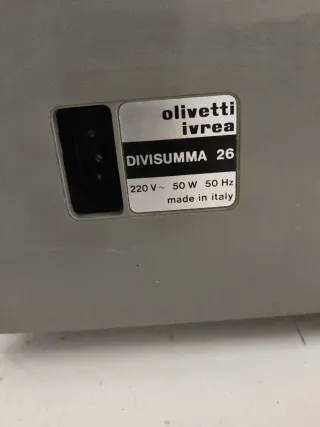 olivetti
ivrea
DIVISUMMA 26
220 V ~ 50 W 50 Hz
made in italy